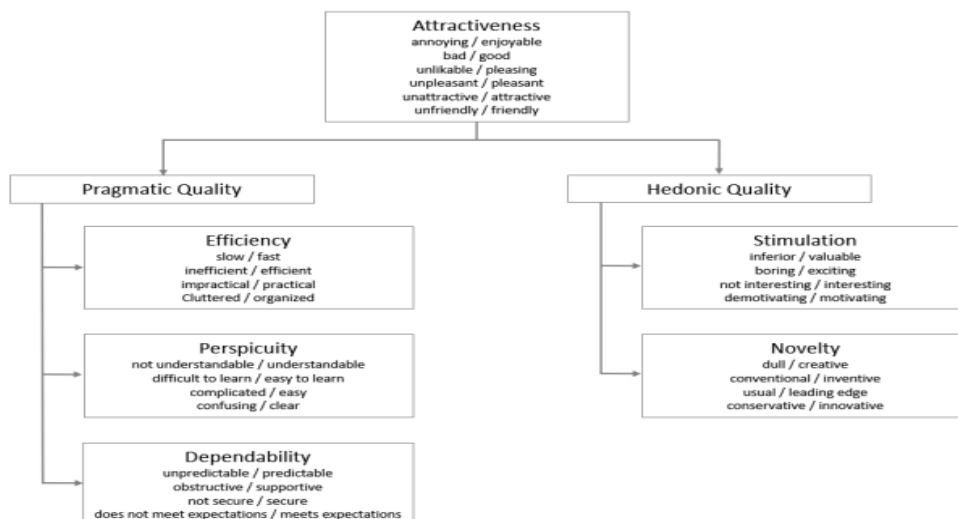 Attractiveness
annoying / enjoyable
bad / good
unlikable / pleasing
unpleasant / pleasant
unattractive / attractive
unfriendly / friendly
Pragmatic Quality
Hedonic Quality
Efficiency
slow / fast
inefficient / efficient
impractical / practical
Cluttered / organized
Stimulation
inferior / valuable
boring / exciting
not interesting / interesting
demotivating / motivating
Perspicuity
not understandable / understandable
difficult to learn / easy to learn
complicated / easy
confusing / clear
Novelty
dull / creative
conventional / inventive
usual / leading edge
conservative / innovative
Dependability
unpredictable / predictable
obstructive / supportive
not secure / secure
does not meet expectations / meets expectations